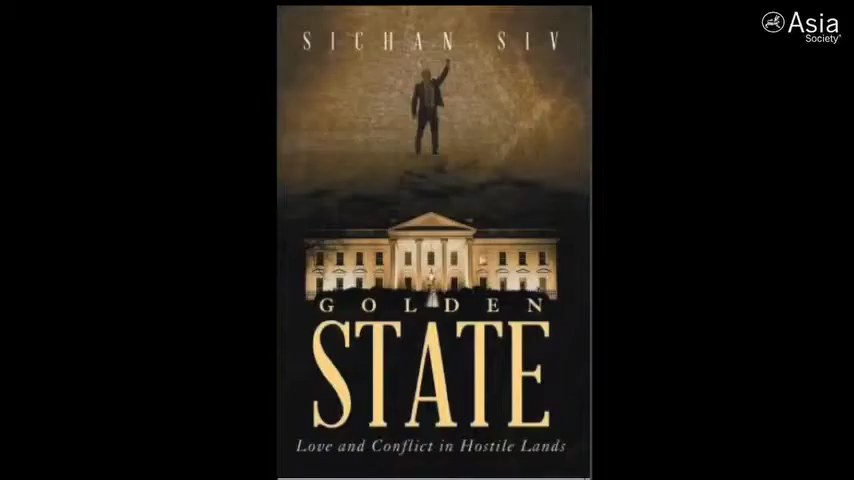 SICHAN SIV
GOLDEN
STATE
Love and Conflict in Hostile Lands
Asia
Society